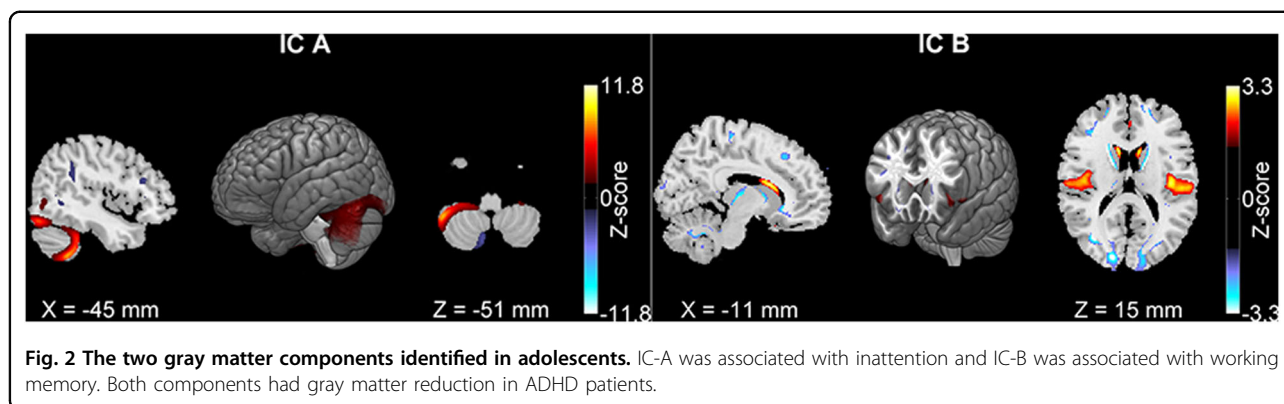 IC A
IC B
11.8
0
-11.8
Z-score
3.3
0
-3.3
Z-score
X = -45 mm
Z = -51 mm
X = -11 mm
Z = 15 mm
Fig. 2 The two gray matter components identified in adolescents. IC-A was associated with inattention and IC-B was associated with working
memory. Both components had gray matter reduction in ADHD patients.